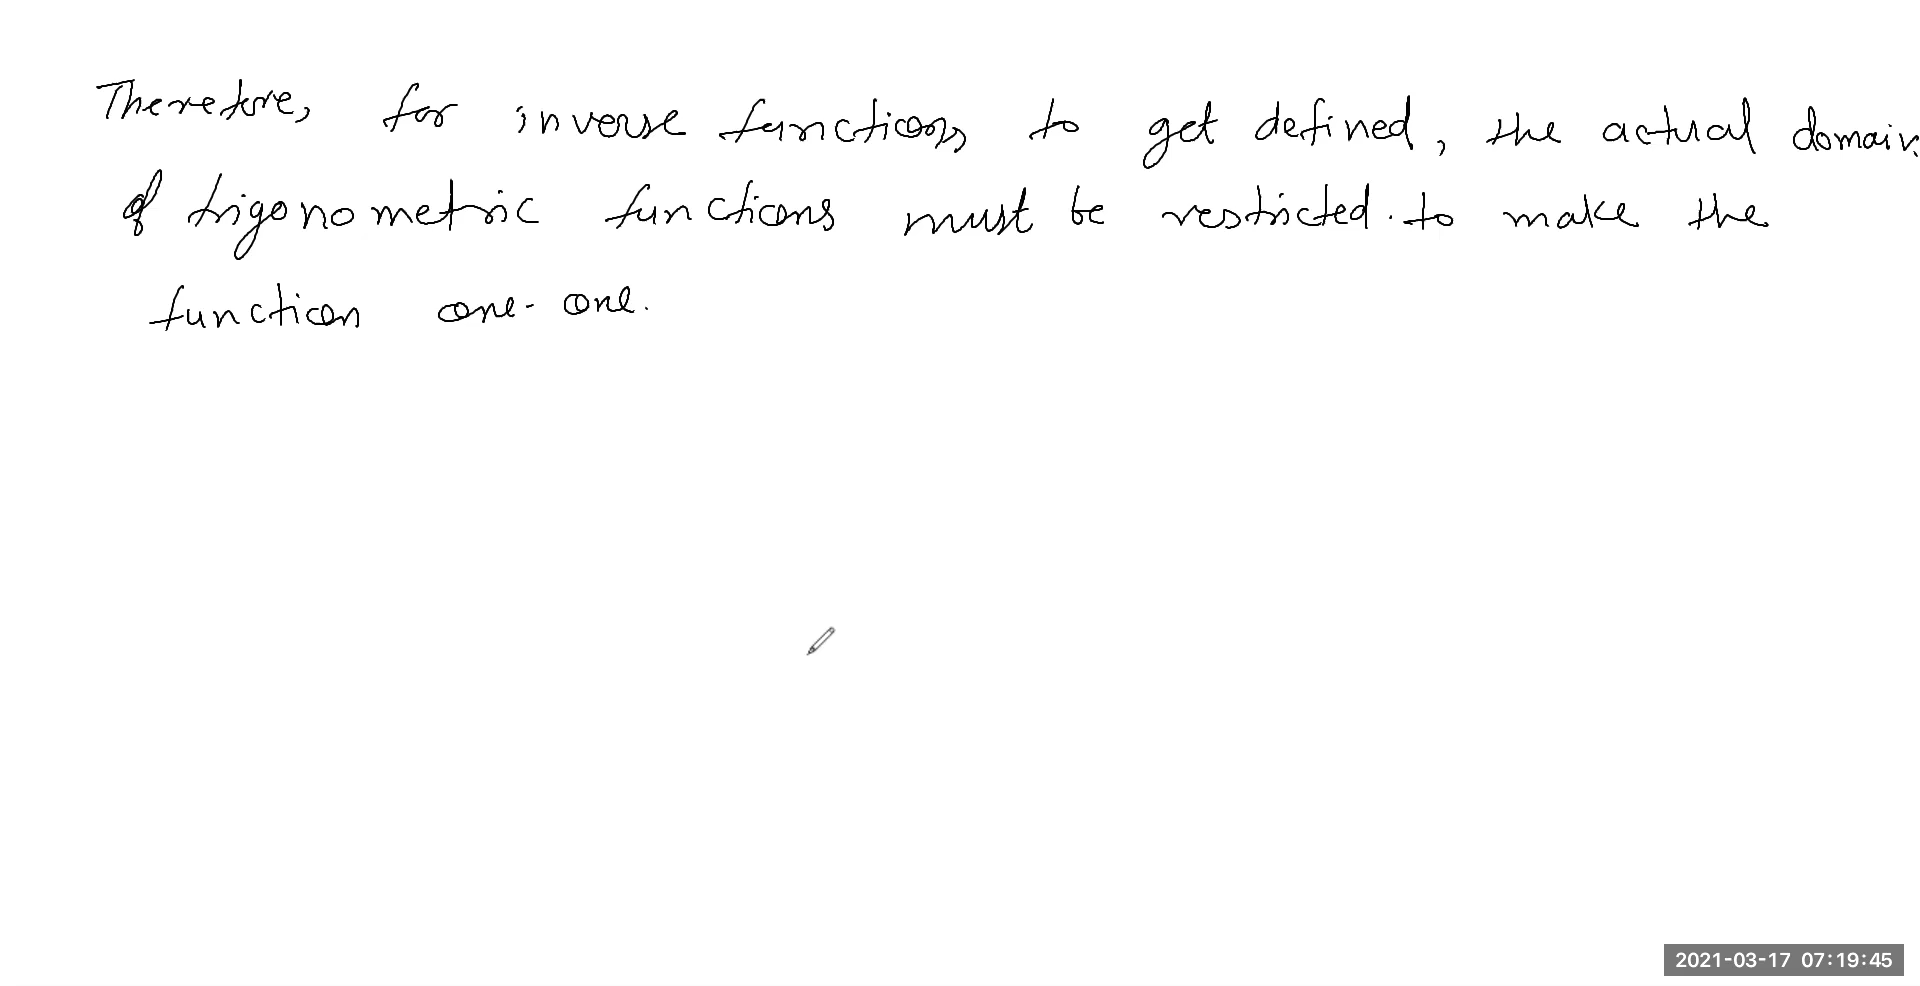 Therefore, for inverse functions to get defined, the actual domain
of trigonometric functions must be restricted. to make the
function one-one.
2021-03-17 07:19:45